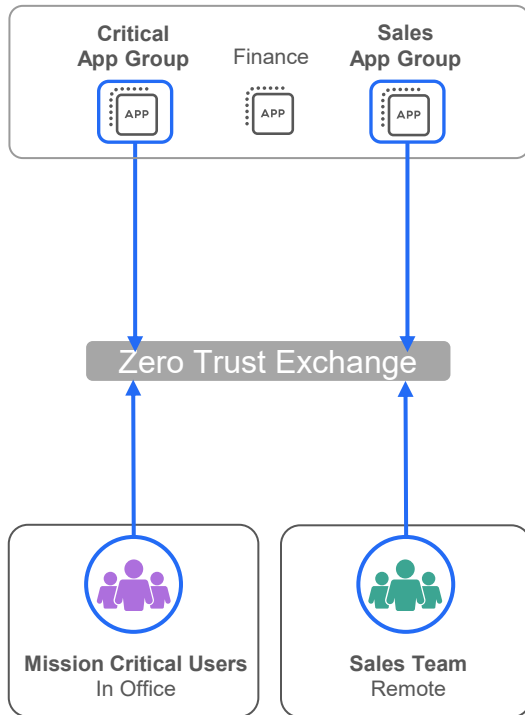 Critical
App Group
Finance
Sales
App Group
APP
APP
APP
Zero Trust Exchange
Mission Critical Users
In Office
Sales Team
Remote